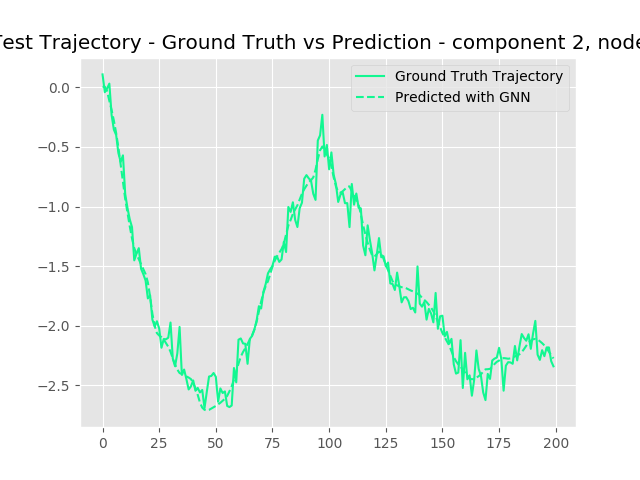 Test Trajectory - Ground Truth vs Prediction - component 2, node
Ground Truth Trajectory
Predicted with GNN
0.0
−0.5
−1.0
−1.5
−2.0
−2.5
0 25 50 75 100 125 150 175 200